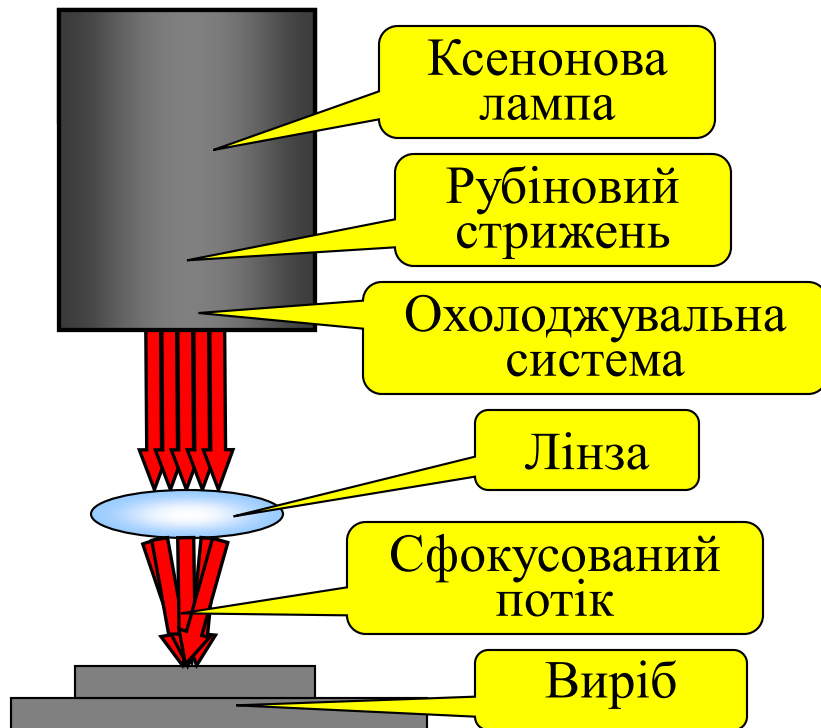 Ксенонова
лампа
Рубіновий
стрижень
Охолоджувальна
система
Лінза
Сфокусований
потік
Виріб